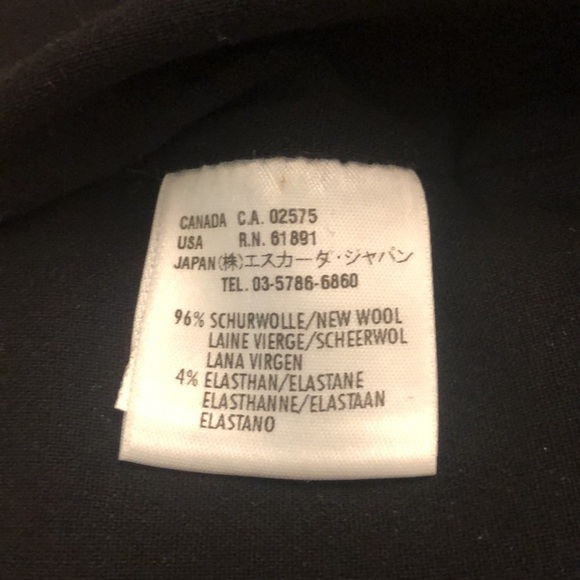 CANADA C.A. 02575
USA R.N. 61891
JAPAN (株)エスカーダ・ジャパン
TEL. 03-5786-6860
96% SCHURWOLLE/NEW WOOL
LAINE VIERGE/SCHEERWOL
LANA VIRGEN
4% ELASTHAN/ELASTANE
ELASTHANNE/ELASTAAN
ELASTANO